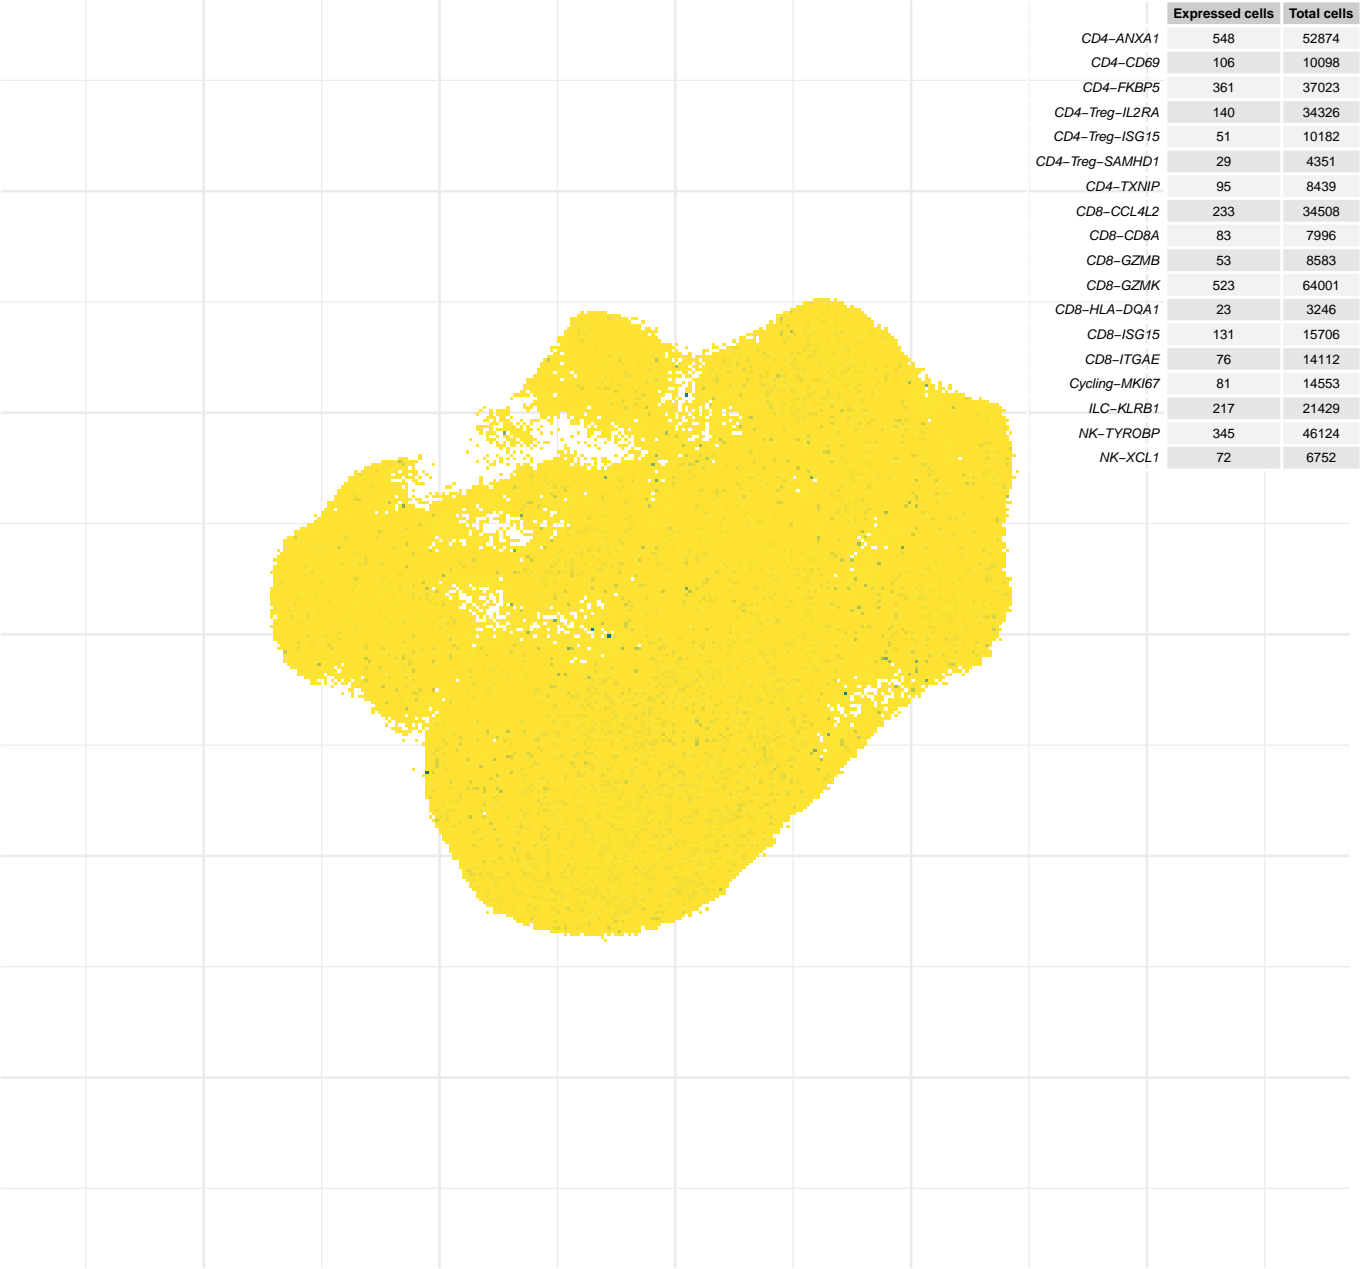 Expressed cells Total cells
CD4−ANXA1 548 52874
CD4−CD69 106 10098
CD4−FKBP5 361 37023
CD4−Treg−IL2RA 140 34326
CD4−Treg−ISG15 51 10182
CD4−Treg−SAMHD1 29 4351
CD4−TXNIP 95 8439
CD8−CCL4L2 233 34508
CD8−CD8A 83 7996
CD8−GZMB 53 8583
CD8−GZMK 523 64001
CD8−HLA−DQA1 23 3246
CD8−ISG15 131 15706
CD8−ITGAE 76 14112
Cycling−MKI67 81 14553
ILC−KLRB1 217 21429
NK−TYROBP 345 46124
NK−XCL1 72 6752